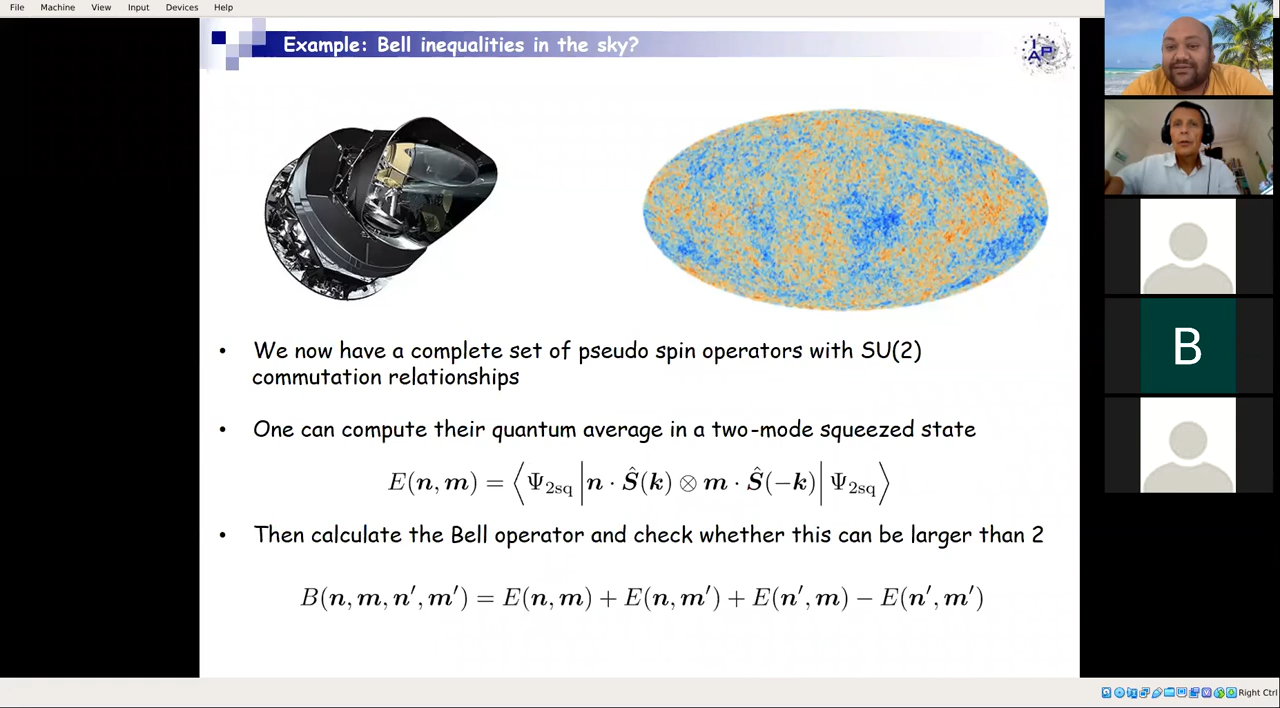 File Machine View Input Devices Help
Example: Bell inequalities in the sky?
IAP
• We now have a complete set of pseudo spin operators with SU(2)
commutation relationships
• One can compute their quantum average in a two-mode squeezed state
E(n, m) = ⟨Ψ₂sq | n · Ŝ(k) ⊗ m · Ŝ(−k) | Ψ₂sq⟩
• Then calculate the Bell operator and check whether this can be larger than 2
B(n, m, n′, m′) = E(n, m) + E(n, m′) + E(n′, m) − E(n′, m′)
B
Right Ctrl